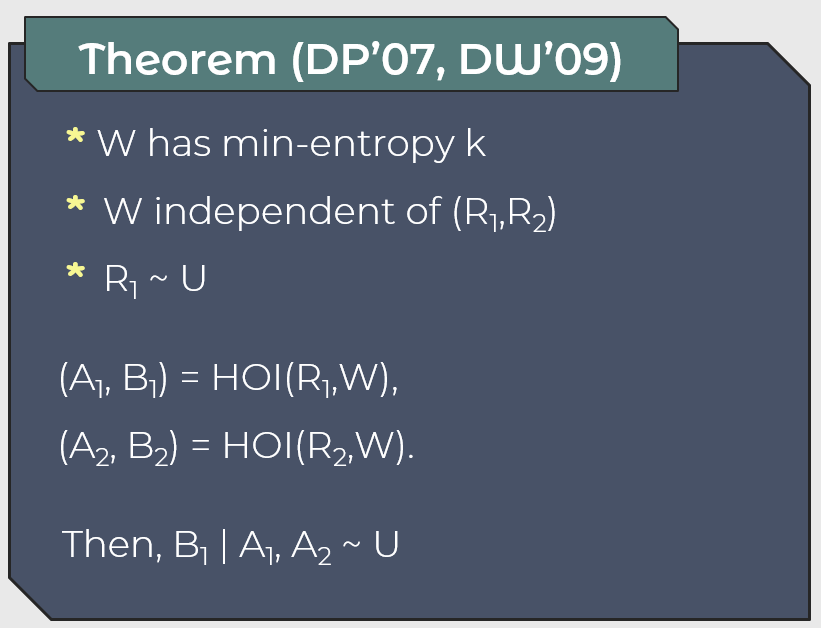 Theorem (DP’07, DW’09)
* W has min-entropy k
* W independent of (R₁,R₂)
* R₁ ~ U
(A₁, B₁) = HOI(R₁,W),
(A₂, B₂) = HOI(R₂,W).
Then, B₁ | A₁, A₂ ~ U